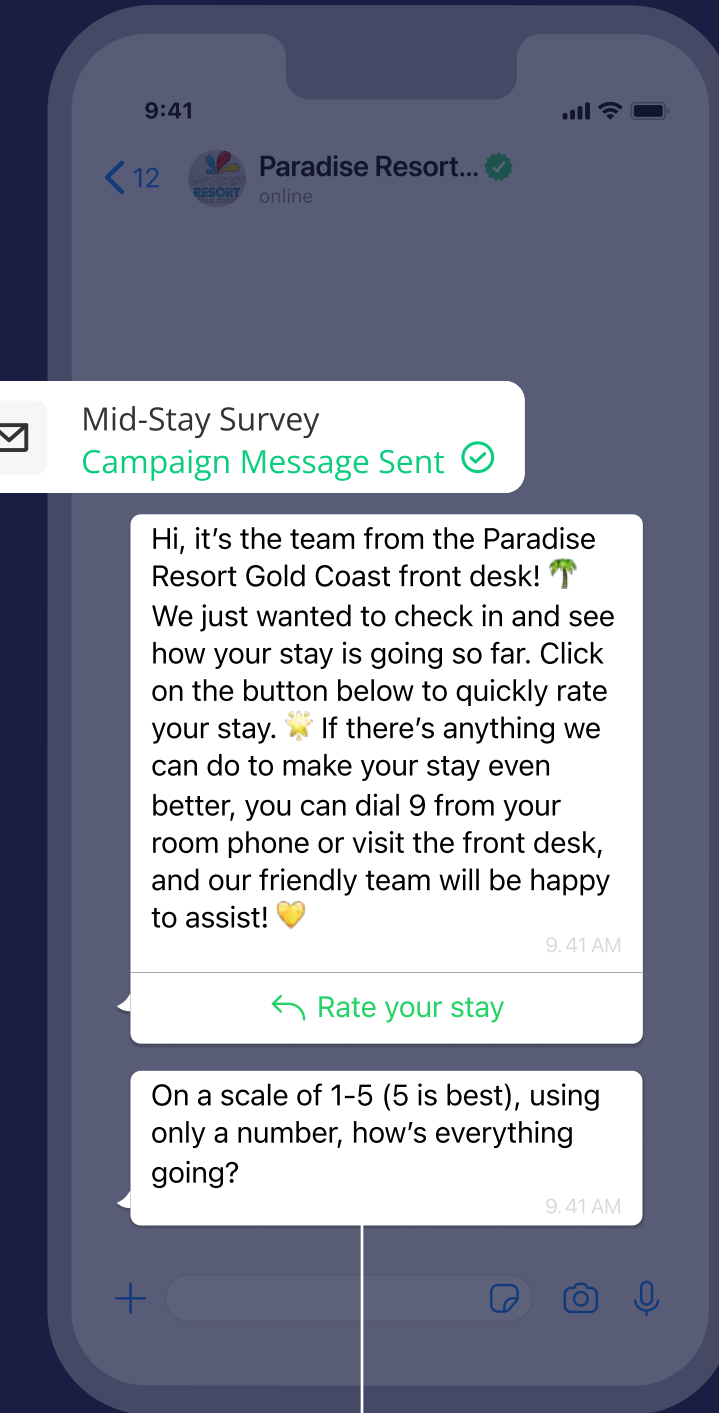 9:41
12
Paradise Resort...
online
RESORT
Mid-Stay Survey
Campaign Message Sent
Hi, it’s the team from the Paradise
Resort Gold Coast front desk! 🌴
We just wanted to check in and see
how your stay is going so far. Click
on the button below to quickly rate
your stay. 🌟 If there’s anything we
can do to make your stay even
better, you can dial 9 from your
room phone or visit the front desk,
and our friendly team will be happy
to assist! 💛
9.41 AM
Rate your stay
On a scale of 1-5 (5 is best), using
only a number, how’s everything
going?
9.41 AM